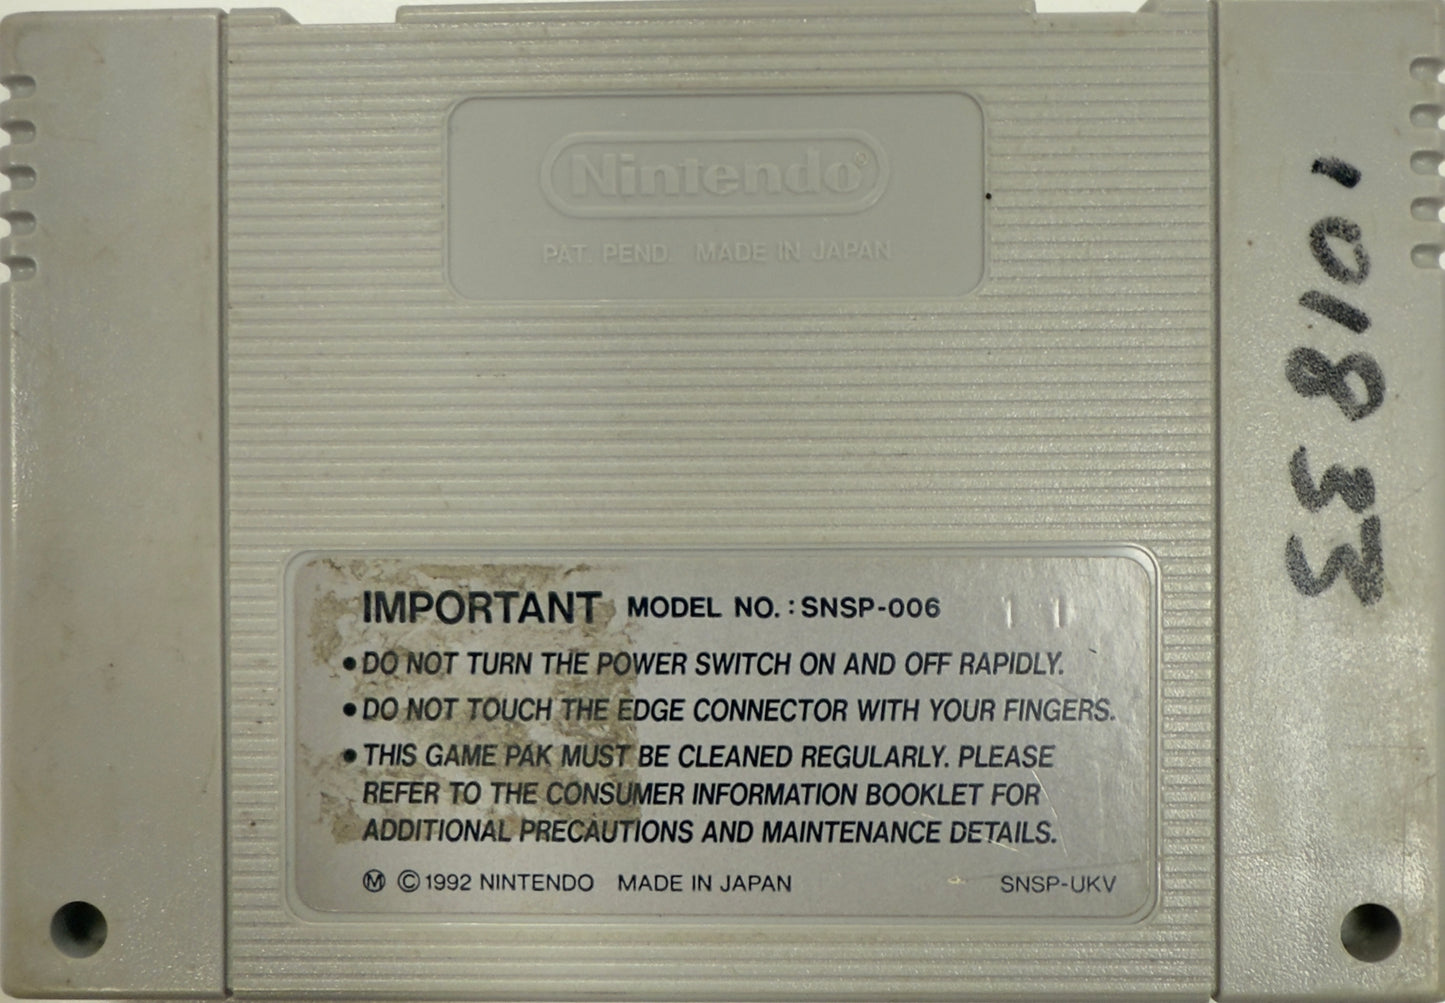 Nintendo®
PAT. PEND. MADE IN JAPAN
101833
IMPORTANT MODEL NO. : SNSP-006
•DO NOT TURN THE POWER SWITCH ON AND OFF RAPIDLY.
•DO NOT TOUCH THE EDGE CONNECTOR WITH YOUR FINGERS.
•THIS GAME PAK MUST BE CLEANED REGULARLY. PLEASE
REFER TO THE CONSUMER INFORMATION BOOKLET FOR
ADDITIONAL PRECAUTIONS AND MAINTENANCE DETAILS.
Ⓜ ©1992 NINTENDO MADE IN JAPAN SNSP-UKV